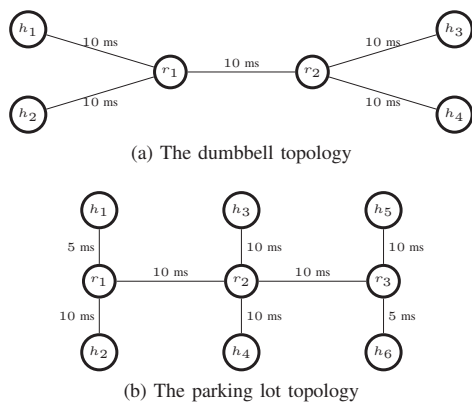 h₁ h₃
10 ms 10 ms
r₁ 10 ms r₂
10 ms 10 ms
h₂ h₄
(a) The dumbbell topology
h₁ h₃ h₅
5 ms 10 ms 10 ms
r₁ 10 ms r₂ 10 ms r₃
10 ms 10 ms 5 ms
h₂ h₄ h₆
(b) The parking lot topology